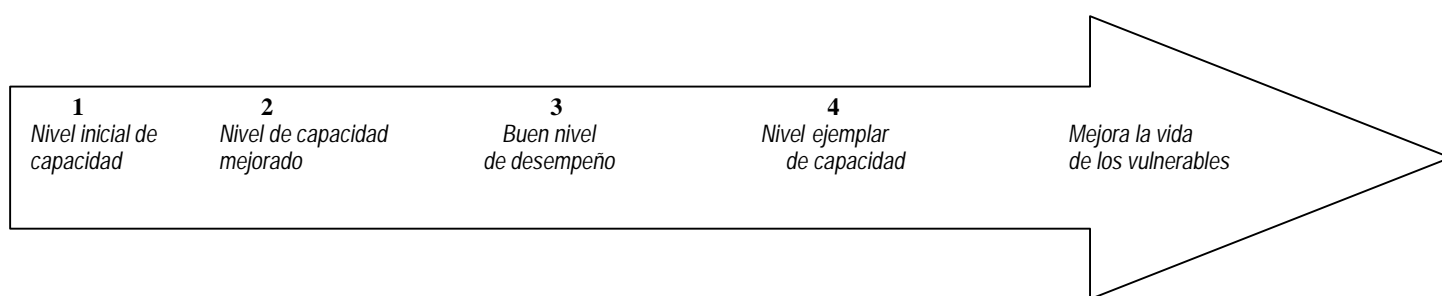 1
Nivel inicial de
capacidad
2
Nivel de capacidad
mejorado
3
Buen nivel
de desempeño
4
Nivel ejemplar
de capacidad
Mejora la vida
de los vulnerables